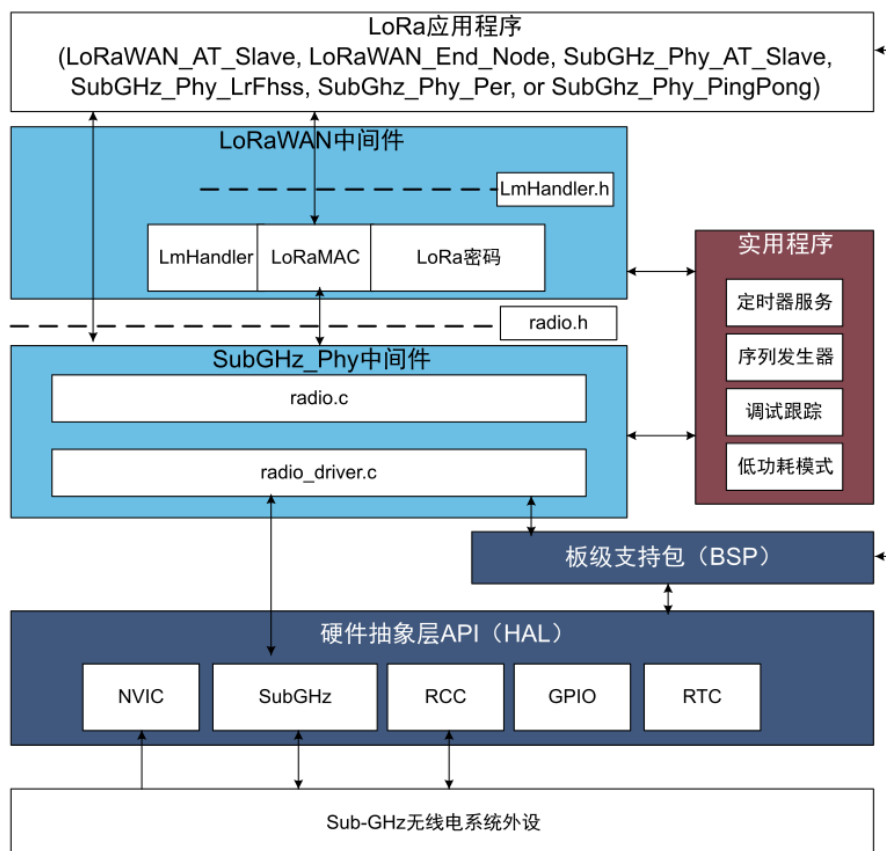 LoRa应用程序
(LoRaWAN_AT_Slave, LoRaWAN_End_Node, SubGHz_Phy_AT_Slave,
SubGHz_Phy_LrFhss, SubGhz_Phy_Per, or SubGhz_Phy_PingPong)
LoRaWAN中间件
LmHandler.h
LmHandler
LoRaMAC
LoRa密码
radio.h
SubGHz_Phy中间件
radio.c
radio_driver.c
实用程序
定时器服务
序列发生器
调试跟踪
低功耗模式
板级支持包（BSP）
硬件抽象层API（HAL）
NVIC
SubGHz
RCC
GPIO
RTC
Sub-GHz无线电系统外设